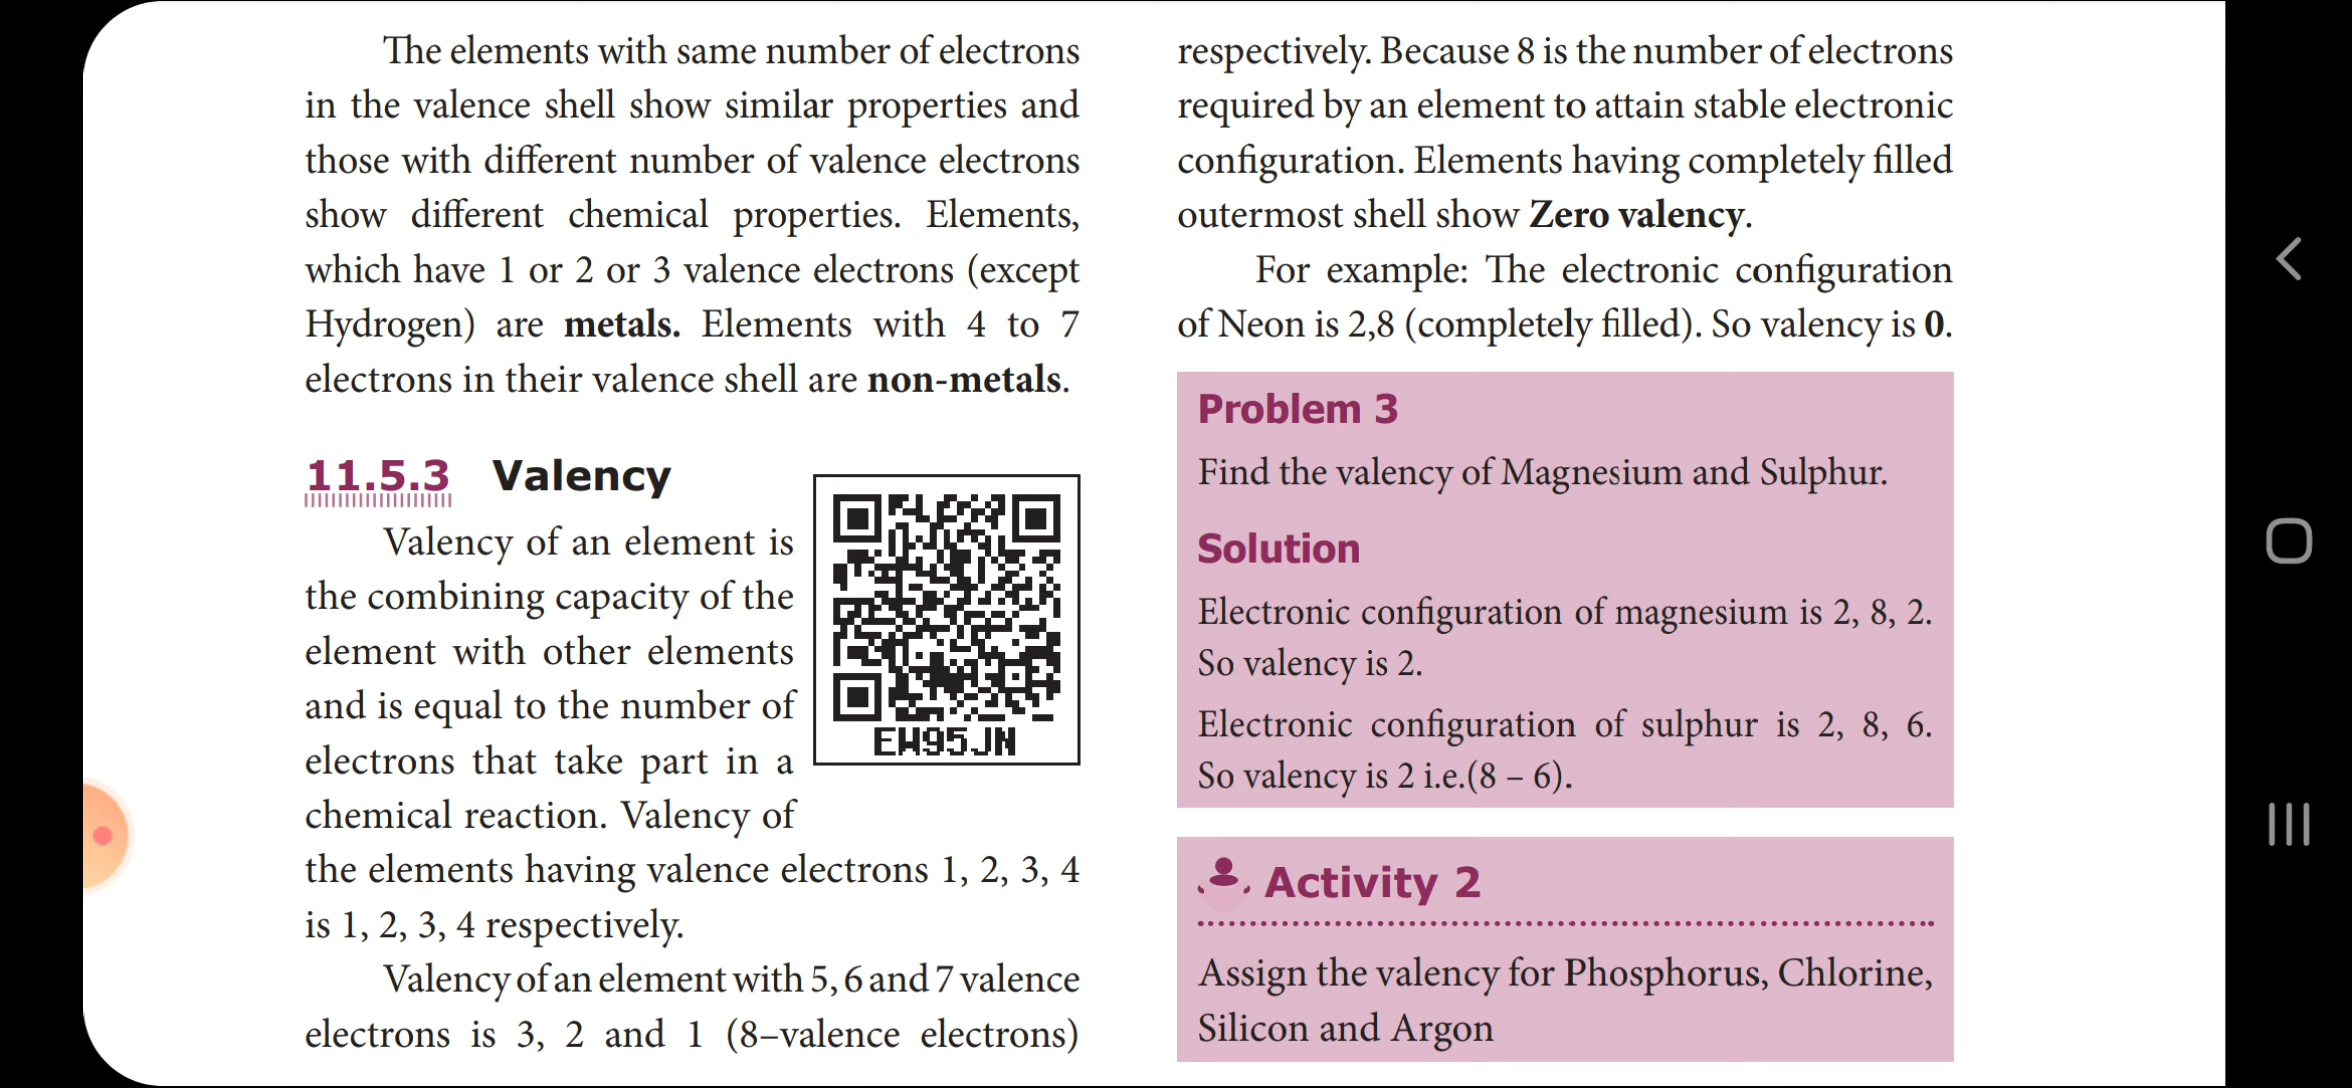 The elements with same number of electrons
in the valence shell show similar properties and
those with different number of valence electrons
show different chemical properties. Elements,
which have 1 or 2 or 3 valence electrons (except
Hydrogen) are metals. Elements with 4 to 7
electrons in their valence shell are non-metals.
11.5.3 Valency
Valency of an element is
the combining capacity of the
element with other elements
and is equal to the number of
electrons that take part in a
chemical reaction. Valency of
the elements having valence electrons 1, 2, 3, 4
is 1, 2, 3, 4 respectively.
EW95JN
Valency of an element with 5, 6 and 7 valence
electrons is 3, 2 and 1 (8–valence electrons)
respectively. Because 8 is the number of electrons
required by an element to attain stable electronic
configuration. Elements having completely filled
outermost shell show Zero valency.
For example: The electronic configuration
of Neon is 2,8 (completely filled). So valency is 0.
Problem 3
Find the valency of Magnesium and Sulphur.
Solution
Electronic configuration of magnesium is 2, 8, 2.
So valency is 2.
Electronic configuration of sulphur is 2, 8, 6.
So valency is 2 i.e.(8 – 6).
Activity 2
Assign the valency for Phosphorus, Chlorine,
Silicon and Argon